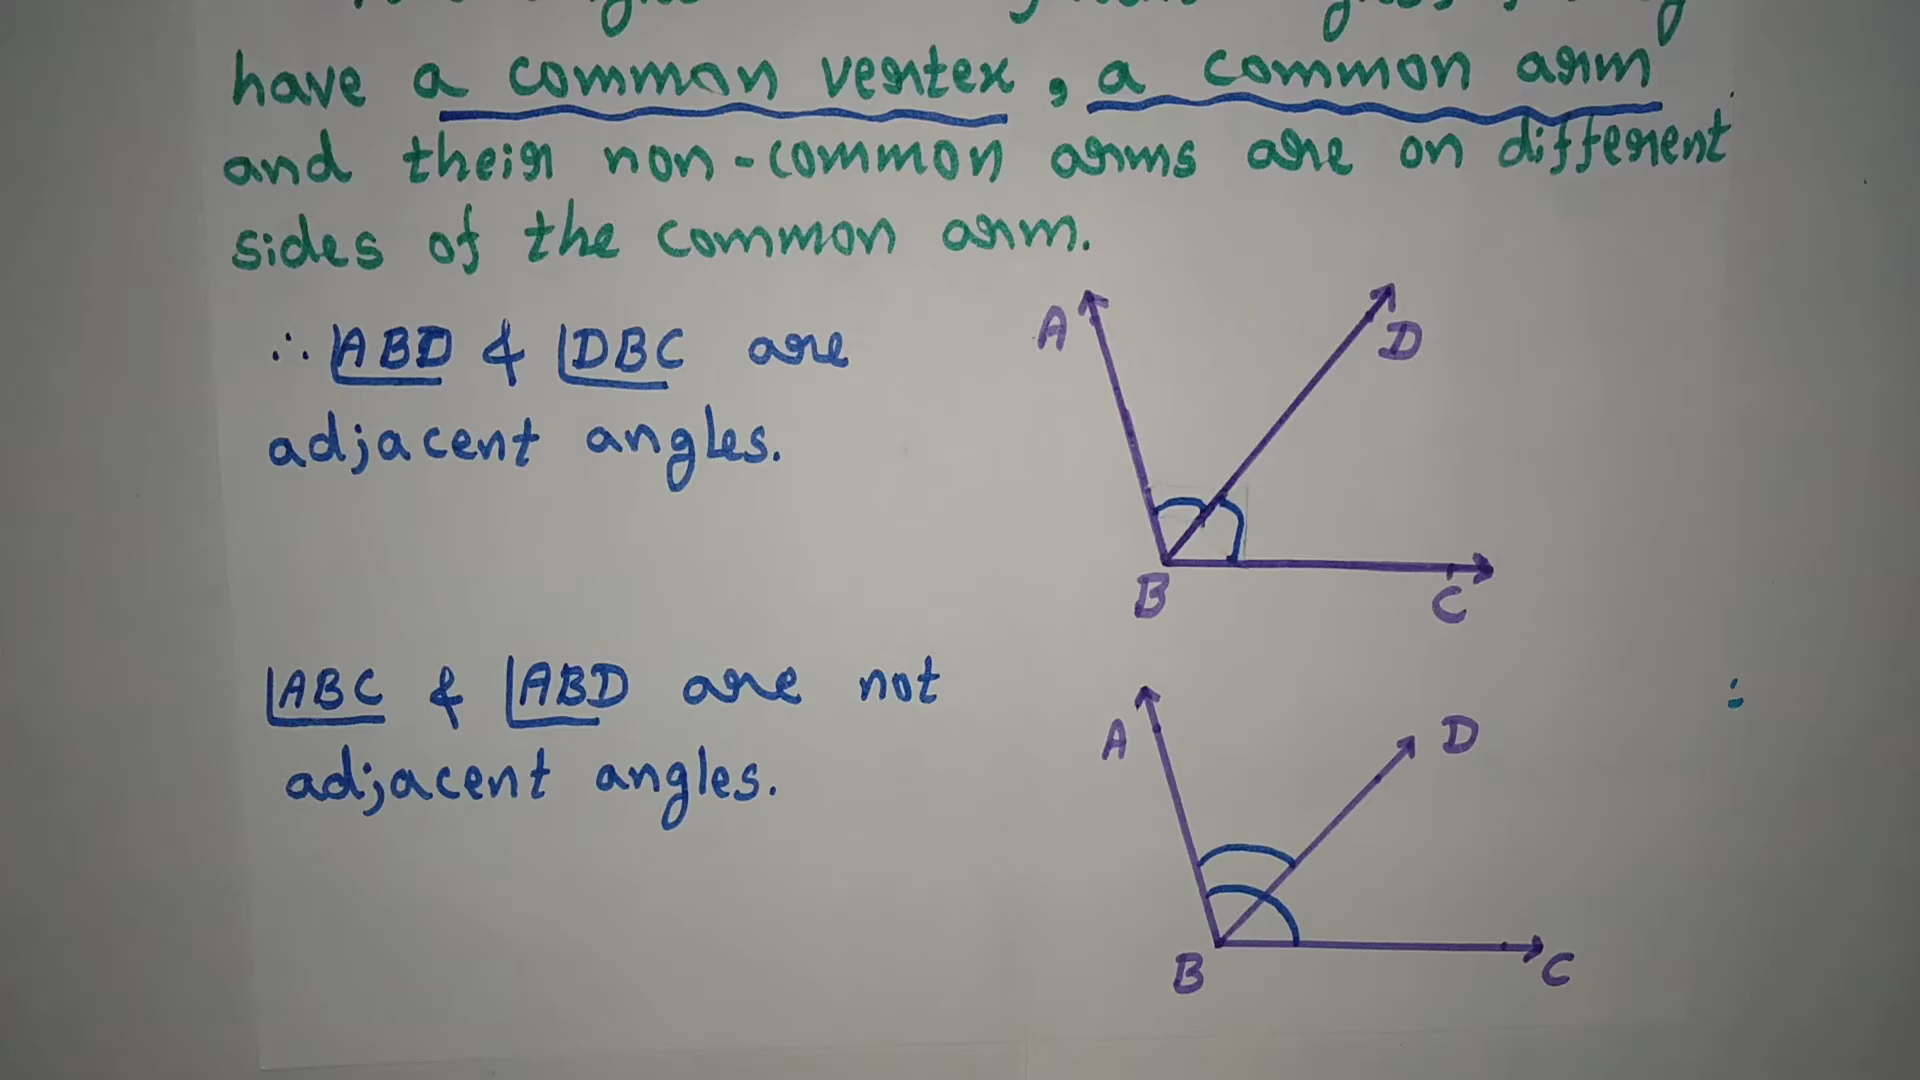 have a common vertex, a common arm
and their non-common arms are on different
sides of the common arm.
∴ ∠ABD & ∠DBC are
adjacent angles.
A
D
B
C
∠ABC & ∠ABD are not
adjacent angles.
A
D
B
C